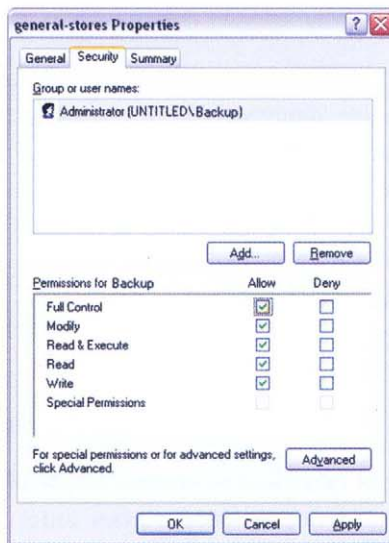 general-stores Properties
General Security Summary
Group or user names:
Administrator (UNTITLED\Backup)
Add... Remove
Permissions for Backup Allow Deny
Full Control
Modify
Read & Execute
Read
Write
Special Permissions
For special permissions or for advanced settings, Advanced
click Advanced.
OK Cancel Apply